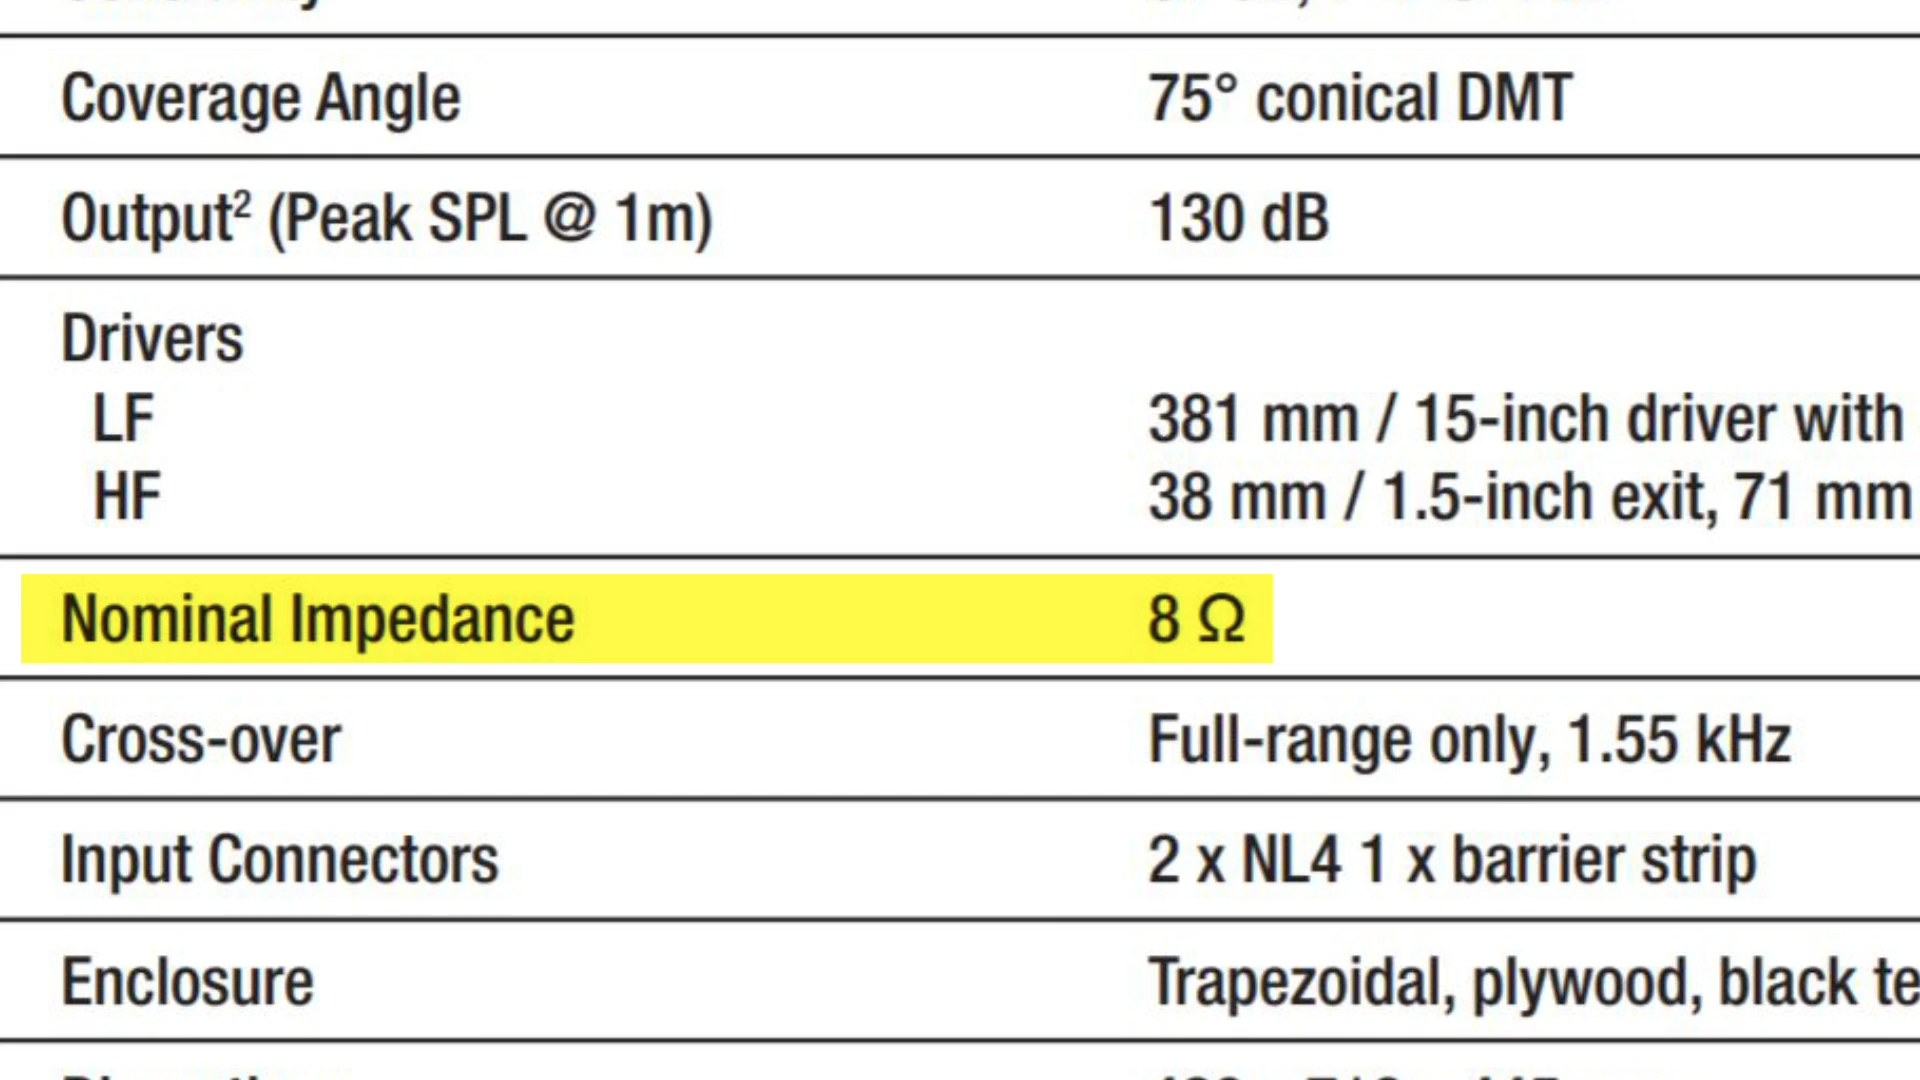 Coverage Angle 75° conical DMT
Output² (Peak SPL @ 1m) 130 dB
Drivers
LF 381 mm / 15-inch driver with
HF 38 mm / 1.5-inch exit, 71 mm
Nominal Impedance 8 Ω
Cross-over Full-range only, 1.55 kHz
Input Connectors 2 x NL4 1 x barrier strip
Enclosure Trapezoidal, plywood, black